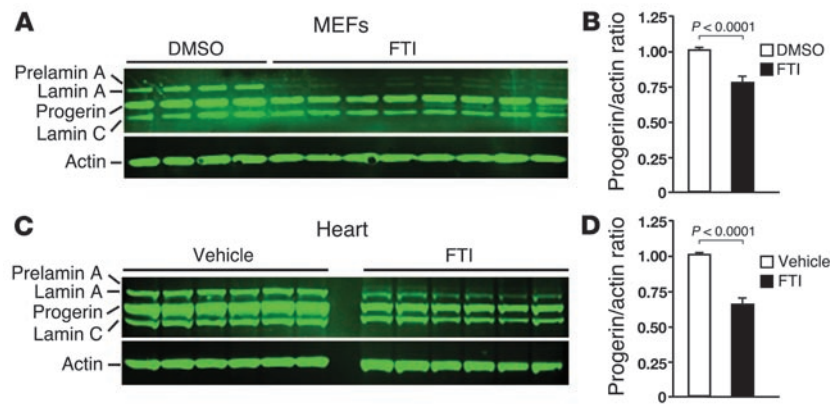 A
MEFs
DMSO
FTI
Prelamin A
Lamin A
Progerin
Lamin C
Actin
B
Progerin/actin ratio
1.25
1.00
0.75
0.50
0.25
0
P < 0.0001
DMSO
FTI
C
Heart
Vehicle
FTI
Prelamin A
Lamin A
Progerin
Lamin C
Actin
D
Progerin/actin ratio
1.25
1.00
0.75
0.50
0.25
0
P < 0.0001
Vehicle
FTI